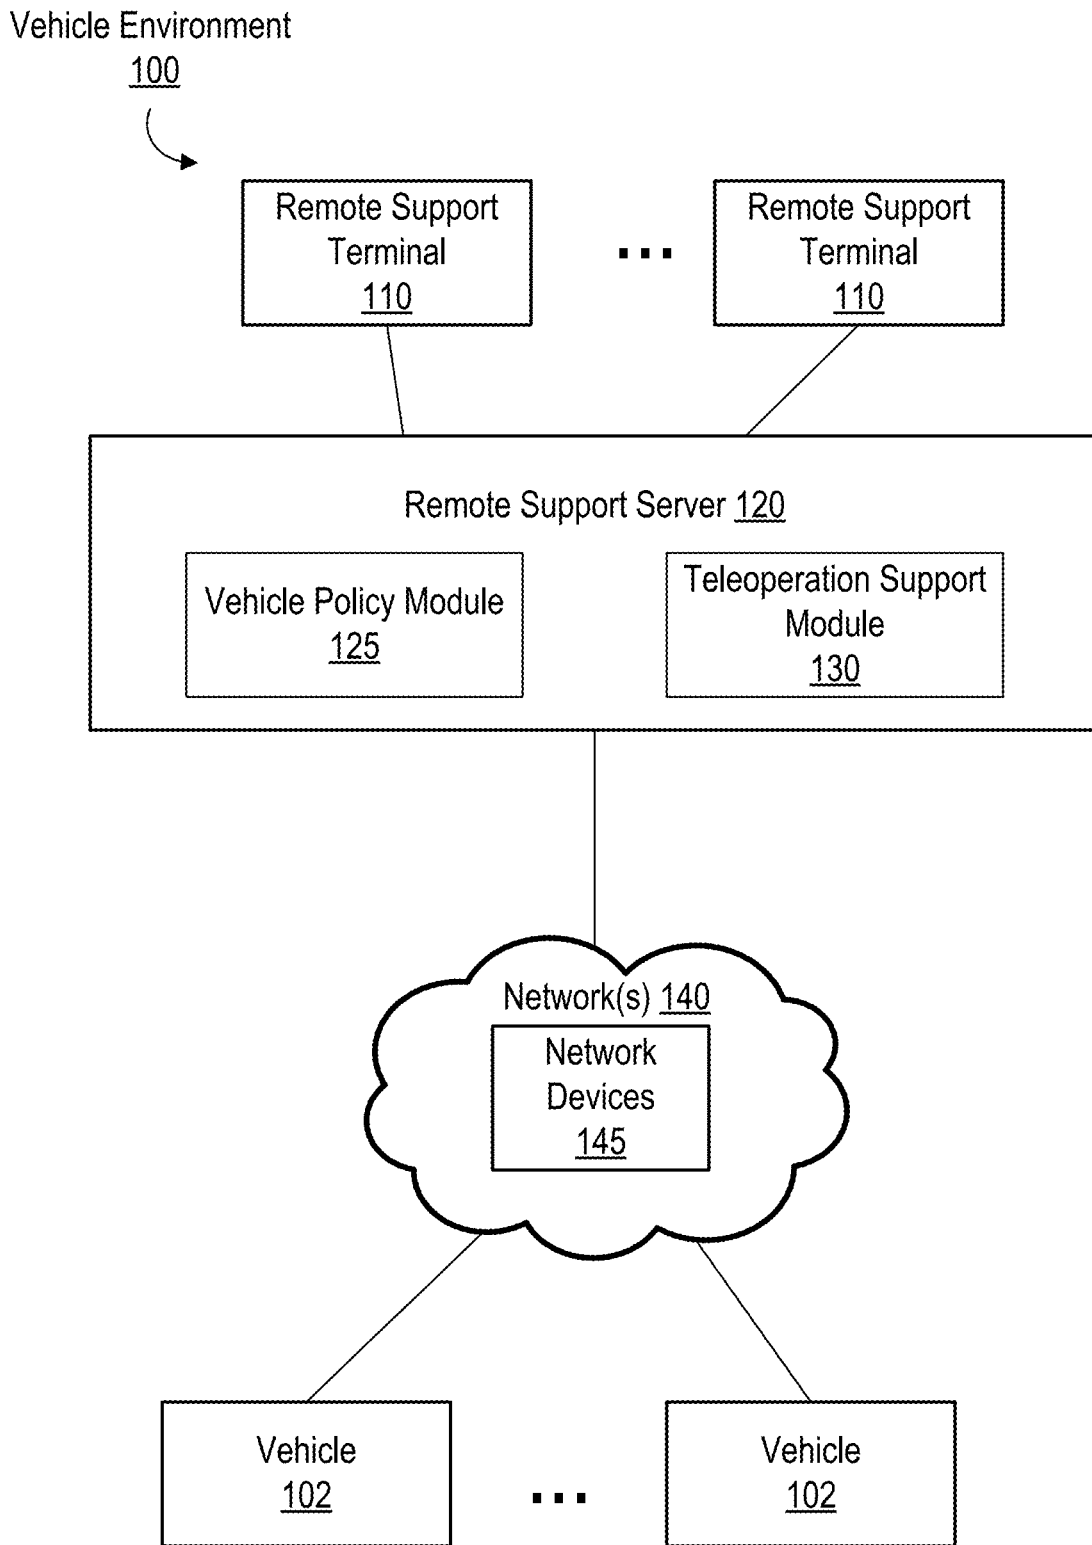 Vehicle Environment
100
Remote Support
Terminal
110
Remote Support
Terminal
110
Remote Support Server 120
Vehicle Policy Module
125
Teleoperation Support
Module
130
Network(s) 140
Network
Devices
145
Vehicle
102
Vehicle
102